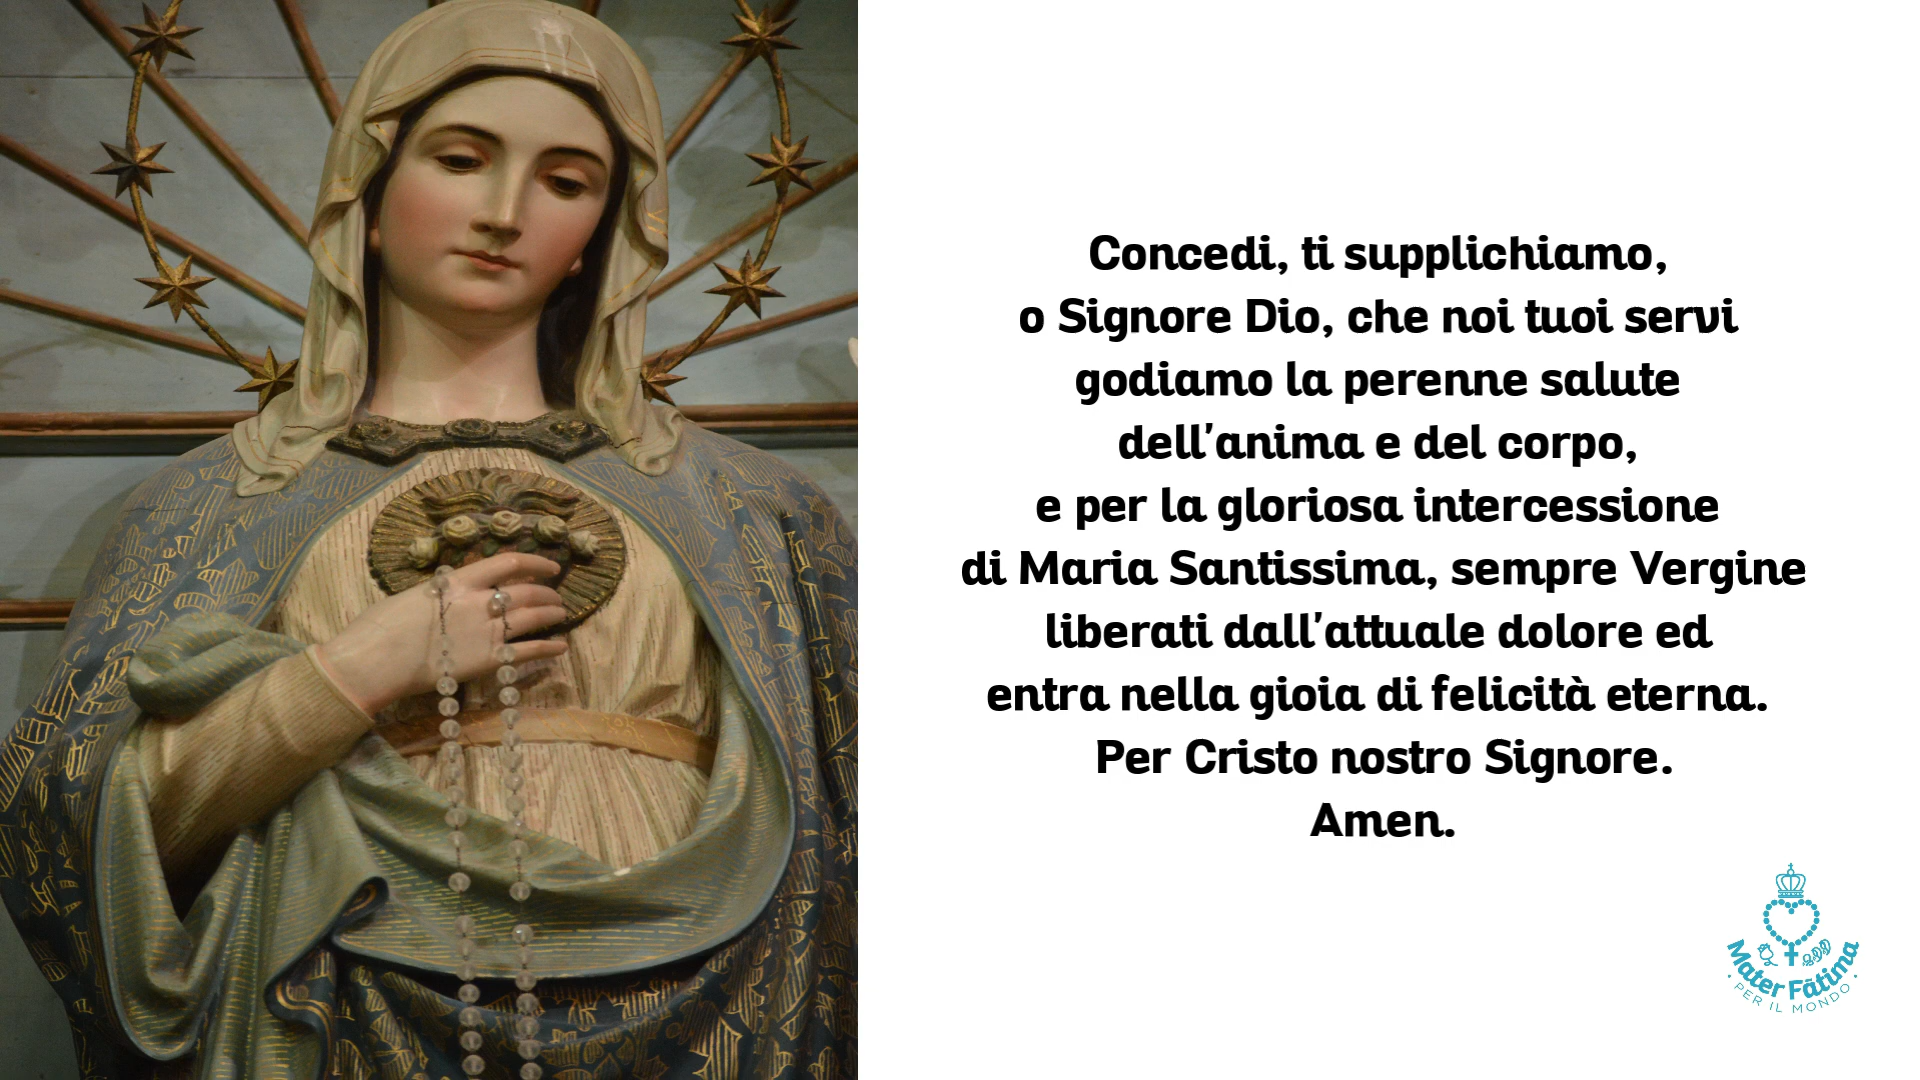 Concedi, ti supplichiamo,
o Signore Dio, che noi tuoi servi
godiamo la perenne salute
dell'anima e del corpo,
e per la gloriosa intercessione
di Maria Santissima, sempre Vergine
liberati dall'attuale dolore ed
entra nella gioia di felicità eterna.
Per Cristo nostro Signore.
Amen.
Mater Fātima
PER IL MONDO